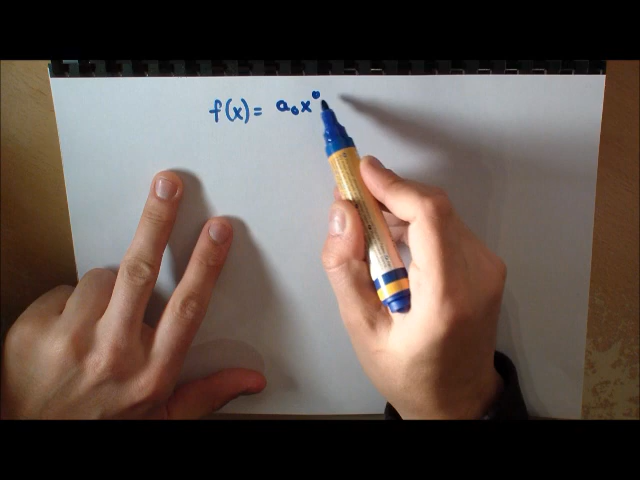 f(x) = a₀x⁰